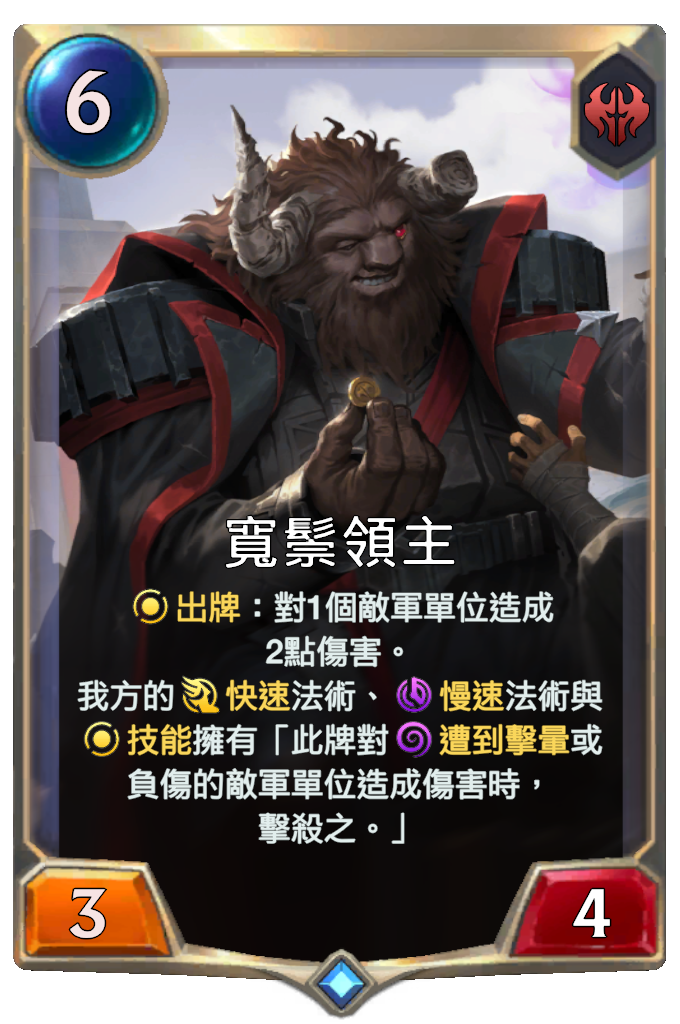 6
寬鬃領主
出牌：對1個敵軍單位造成
2點傷害。
我方的快速法術、慢速法術與
技能擁有「此牌對遭到擊暈或
負傷的敵軍單位造成傷害時，
擊殺之。」
3
4